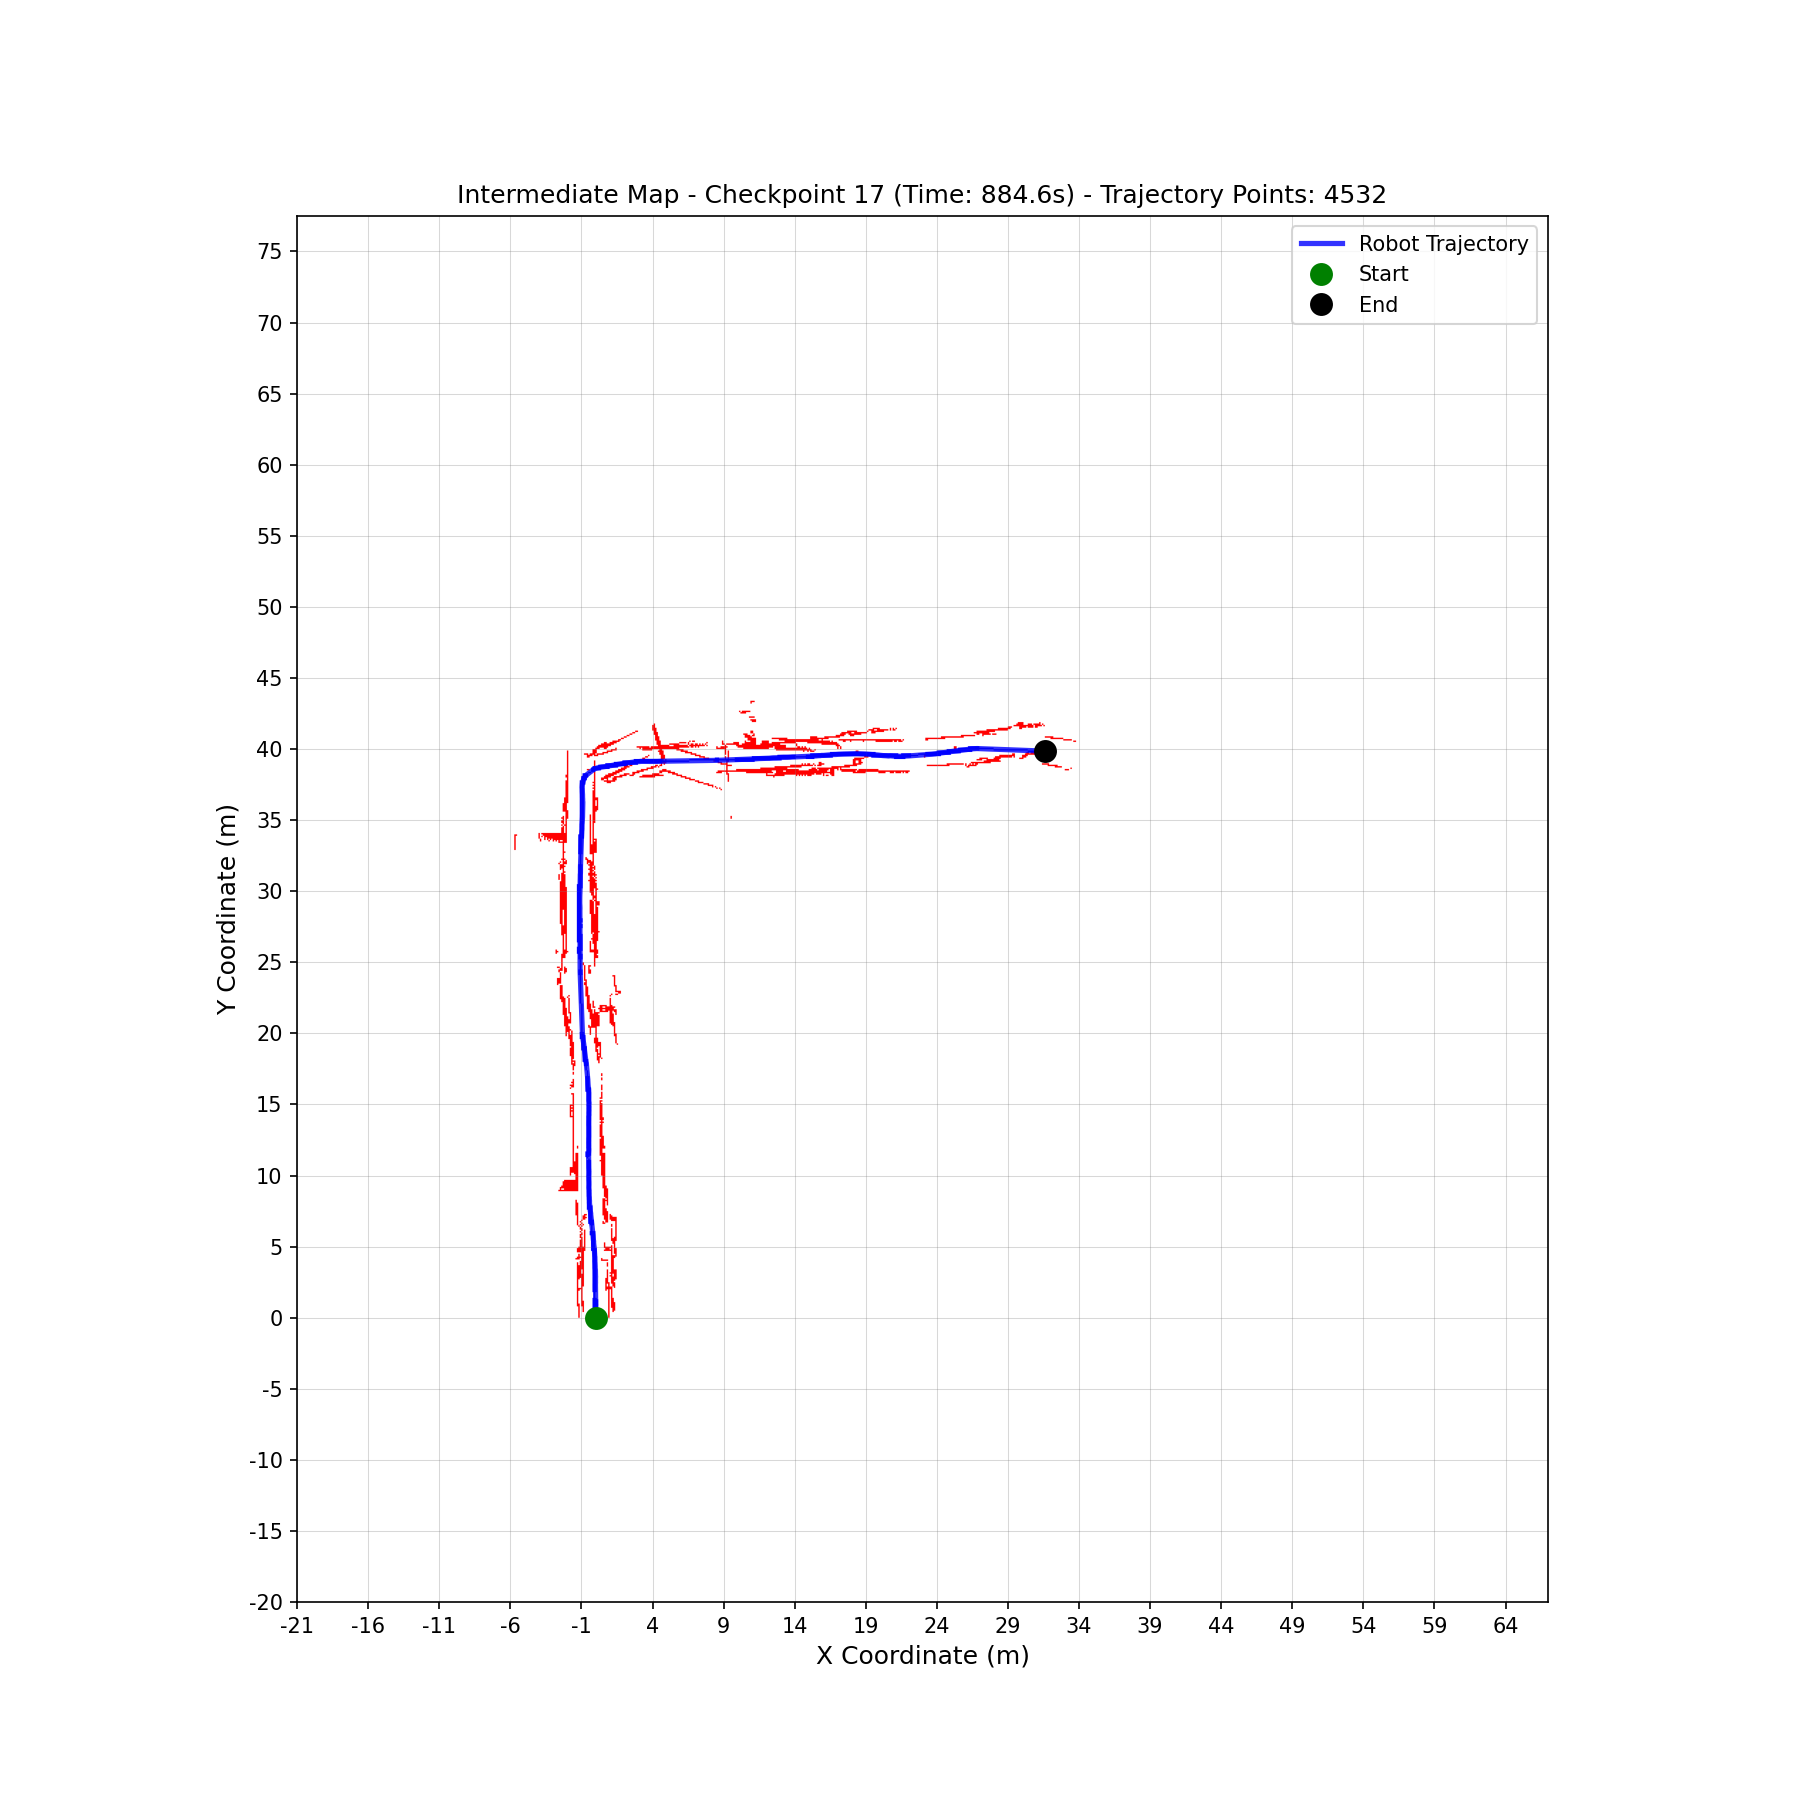 Intermediate Map - Checkpoint 17 (Time: 884.6s) - Trajectory Points: 4532
Robot Trajectory
Start
End
75
70
65
60
55
50
45
40
35
30
25
20
15
10
5
0
-5
-10
-15
-20
Y Coordinate (m)
-21 -16 -11 -6 -1 4 9 14 19 24 29 34 39 44 49 54 59 64
X Coordinate (m)